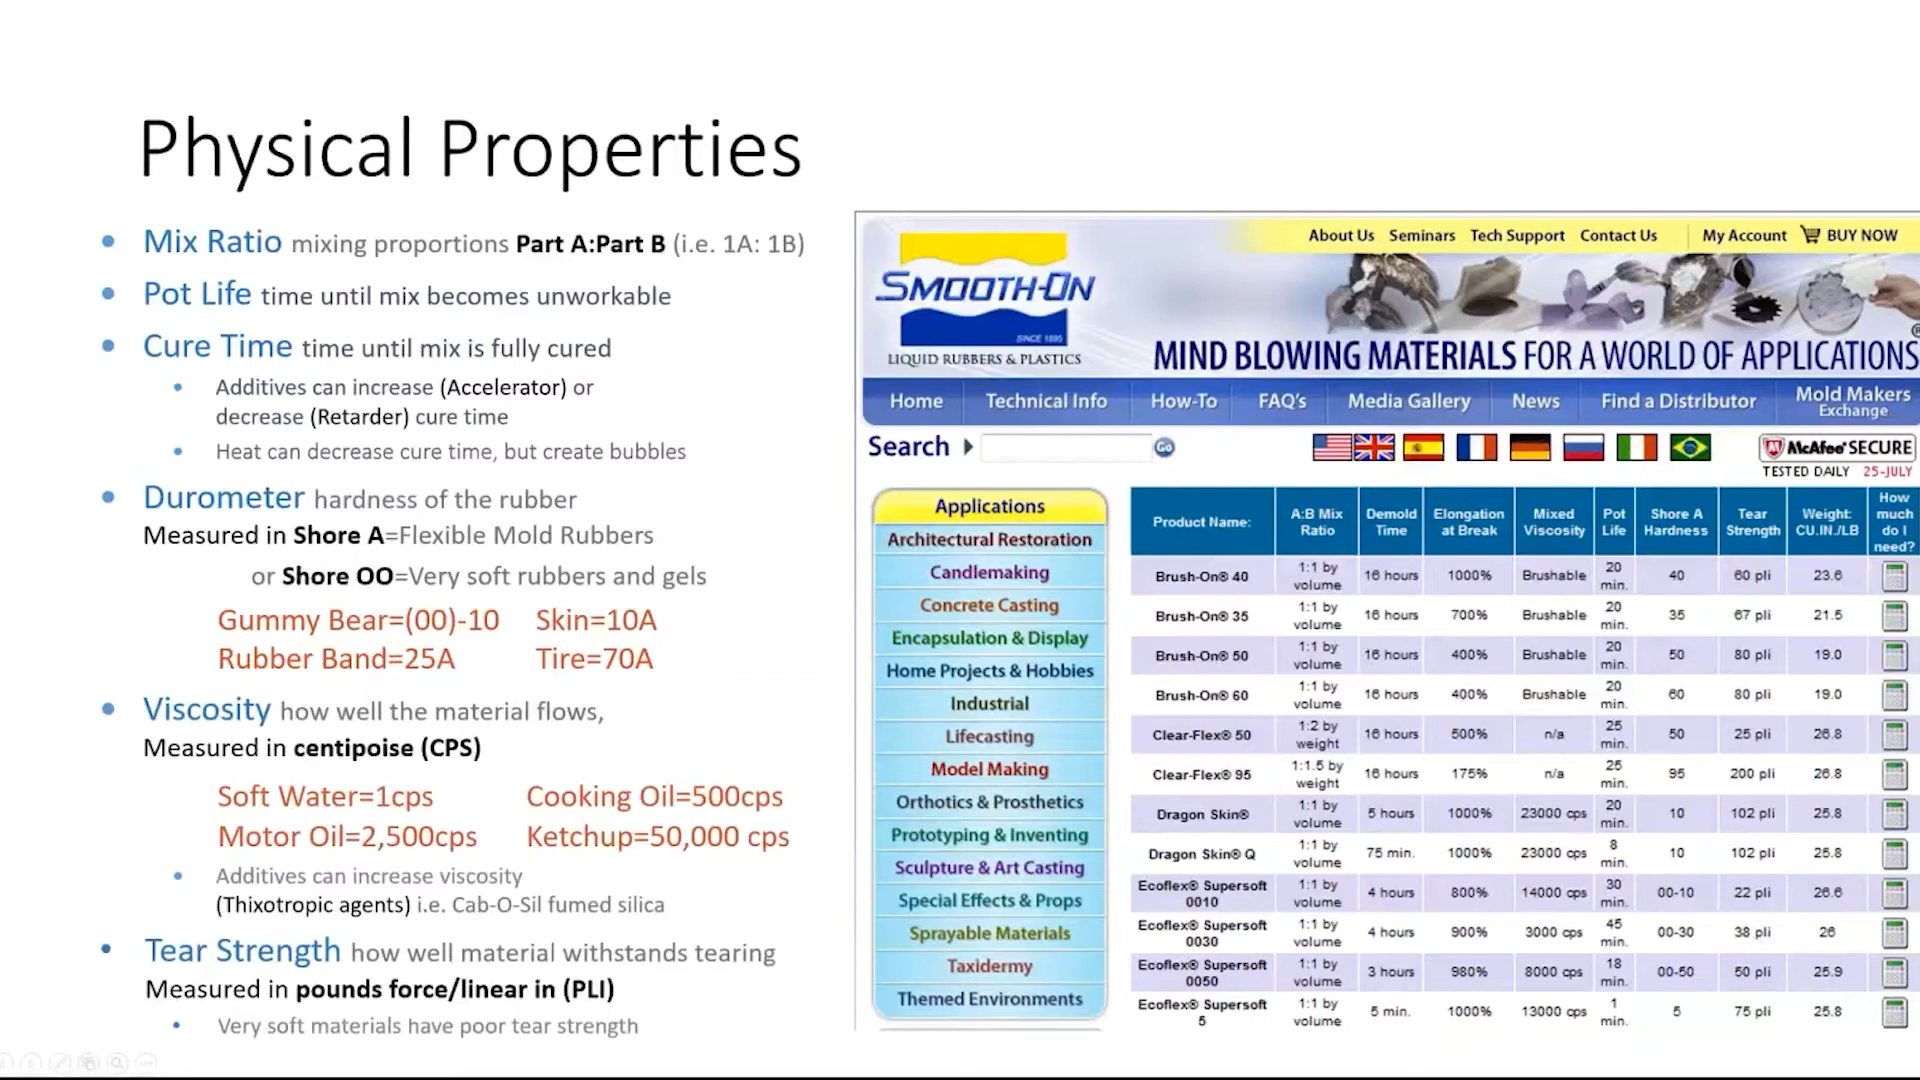 Physical Properties
• Mix Ratio mixing proportions Part A:Part B (i.e. 1A: 1B)
• Pot Life time until mix becomes unworkable
• Cure Time time until mix is fully cured
• Additives can increase (Accelerator) or
decrease (Retarder) cure time
• Heat can decrease cure time, but create bubbles
• Durometer hardness of the rubber
Measured in Shore A=Flexible Mold Rubbers
or Shore OO=Very soft rubbers and gels
Gummy Bear=(00)-10 Skin=10A
Rubber Band=25A Tire=70A
• Viscosity how well the material flows,
Measured in centipoise (CPS)
Soft Water=1cps Cooking Oil=500cps
Motor Oil=2,500cps Ketchup=50,000 cps
• Additives can increase viscosity
(Thixotropic agents) i.e. Cab-O-Sil fumed silica
• Tear Strength how well material withstands tearing
Measured in pounds force/linear in (PLI)
• Very soft materials have poor tear strength
About Us Seminars Tech Support Contact Us My Account BUY NOW
SMOOTH-ON
SINCE 1895
LIQUID RUBBERS & PLASTICS
MIND BLOWING MATERIALS FOR A WORLD OF APPLICATIONS®
Home Technical Info How-To FAQ's Media Gallery News Find a Distributor Mold Makers
Exchange
Search Go
McAfee SECURE
TESTED DAILY 25-JULY
Applications
Architectural Restoration
Candlemaking
Concrete Casting
Encapsulation & Display
Home Projects & Hobbies
Industrial
Lifecasting
Model Making
Orthotics & Prosthetics
Prototyping & Inventing
Sculpture & Art Casting
Special Effects & Props
Sprayable Materials
Taxidermy
Themed Environments
Product Name: A:B Mix Ratio Demold Time Elongation at Break Mixed Viscosity Pot Life Shore A Hardness Tear Strength Weight: CU.IN./LB How much do I need?
Brush-On® 40 1:1 by volume 16 hours 1000% Brushable 20 min. 40 60 pli 23.6
Brush-On® 35 1:1 by volume 16 hours 700% Brushable 20 min. 35 67 pli 21.5
Brush-On® 50 1:1 by volume 16 hours 400% Brushable 20 min. 50 80 pli 19.0
Brush-On® 60 1:1 by volume 16 hours 400% Brushable 20 min. 60 80 pli 19.0
Clear-Flex® 50 1:2 by weight 16 hours 500% n/a 25 min. 50 25 pli 26.8
Clear-Flex® 95 1:1.5 by weight 16 hours 175% n/a 25 min. 95 200 pli 26.8
Dragon Skin® 1:1 by volume 5 hours 1000% 23000 cps 20 min. 10 102 pli 25.8
Dragon Skin® Q 1:1 by volume 75 min. 1000% 23000 cps 8 min. 10 102 pli 25.8
Ecoflex® Supersoft 0010 1:1 by volume 4 hours 800% 14000 cps 30 min. 00-10 22 pli 26.6
Ecoflex® Supersoft 0030 1:1 by volume 4 hours 900% 3000 cps 45 min. 00-30 38 pli 26
Ecoflex® Supersoft 0050 1:1 by volume 3 hours 980% 8000 cps 18 min. 00-50 50 pli 25.9
Ecoflex® Supersoft 5 1:1 by volume 5 min. 1000% 13000 cps 1 min. 5 75 pli 25.8